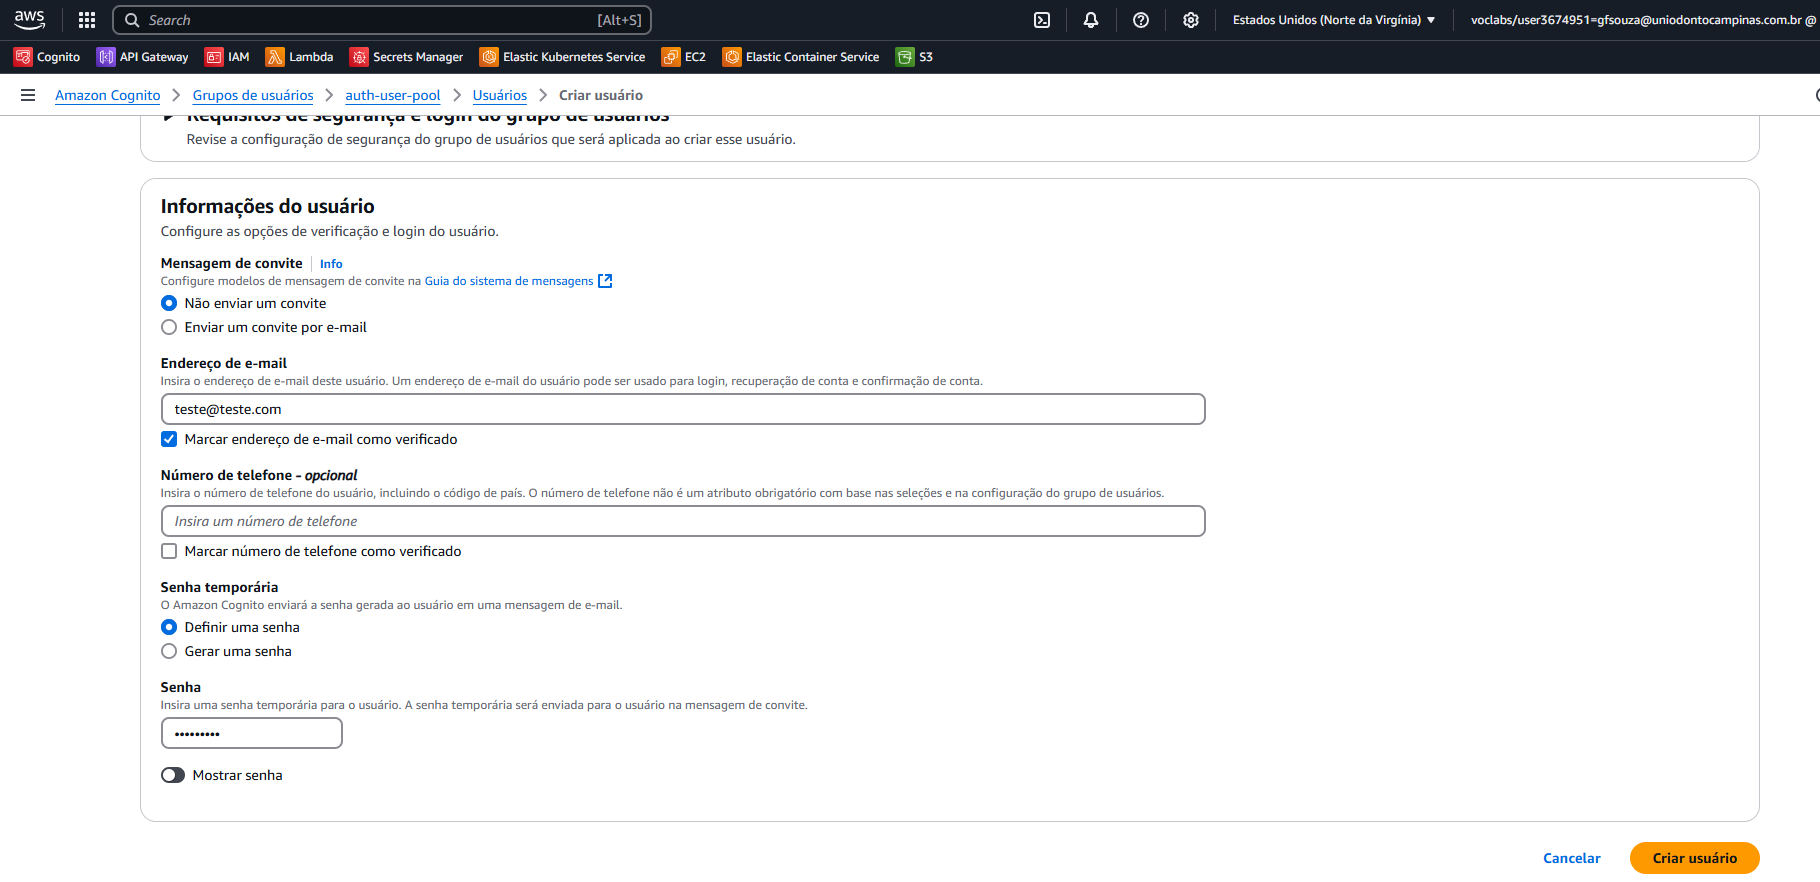 aws
Search
[Alt+S]
Estados Unidos (Norte da Virgínia) ▼
voclabs/user3674951=gfsouza@uniodontocampinas.com.br @
Cognito
API Gateway
IAM
Lambda
Secrets Manager
Elastic Kubernetes Service
EC2
Elastic Container Service
S3
Amazon Cognito
Grupos de usuários
auth-user-pool
Usuários
Criar usuário
Requisitos de segurança e login do grupo de usuários
Revise a configuração de segurança do grupo de usuários que será aplicada ao criar esse usuário.
Informações do usuário
Configure as opções de verificação e login do usuário.
Mensagem de convite
Info
Configure modelos de mensagem de convite na Guia do sistema de mensagens
Não enviar um convite
Enviar um convite por e-mail
Endereço de e-mail
Insira o endereço de e-mail deste usuário. Um endereço de e-mail do usuário pode ser usado para login, recuperação de conta e confirmação de conta.
teste@teste.com
Marcar endereço de e-mail como verificado
Número de telefone - opcional
Insira o número de telefone do usuário, incluindo o código de país. O número de telefone não é um atributo obrigatório com base nas seleções e na configuração do grupo de usuários.
Insira um número de telefone
Marcar número de telefone como verificado
Senha temporária
O Amazon Cognito enviará a senha gerada ao usuário em uma mensagem de e-mail.
Definir uma senha
Gerar uma senha
Senha
Insira uma senha temporária para o usuário. A senha temporária será enviada para o usuário na mensagem de convite.
•••••••••
Mostrar senha
Cancelar
Criar usuário